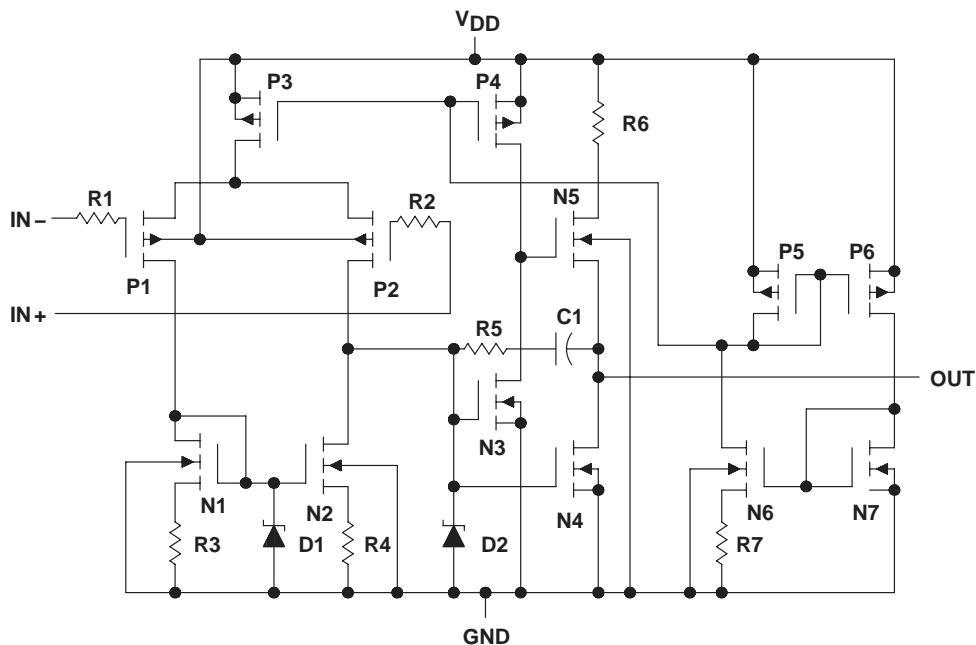 VDD
P3
P4
R6
R1
R2
N5
IN−
P5
P6
P1
P2
IN+
R5
C1
OUT
N3
N1
N2
N4
N6
N7
R3
D1
R4
D2
R7
GND